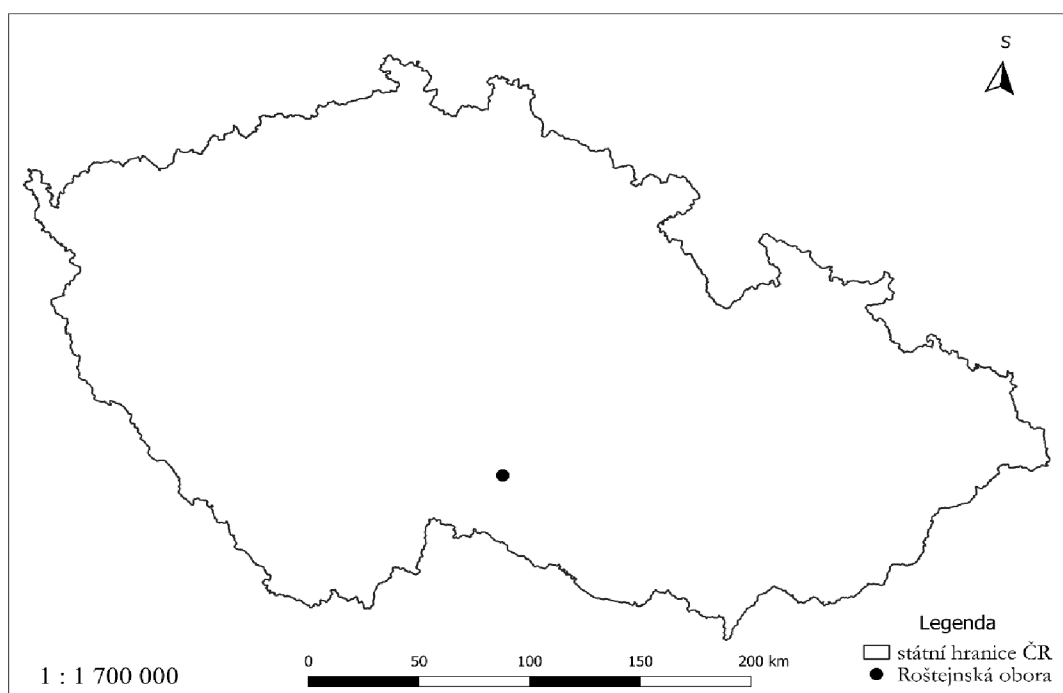 S
Legenda
státní hranice ČR
Roštejnská obora
0 50 100 150 200 km
1 : 1 700 000